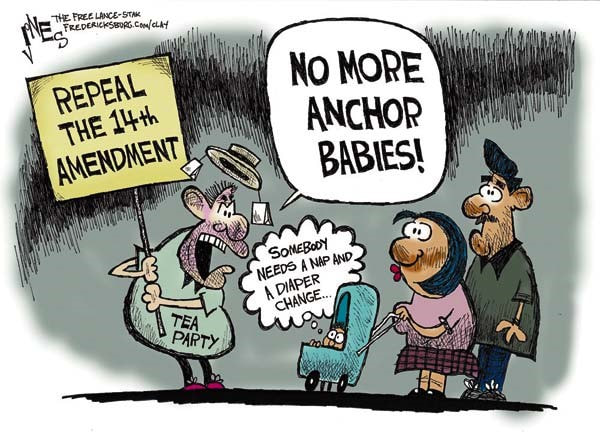 JONES
THE FREE LANCE-STAR
FREDERICKSBURG.COM/CLAY
REPEAL
THE 14th
AMENDMENT
NO MORE
ANCHOR
BABIES!
SOMEBODY
NEEDS A NAP AND
A DIAPER
CHANGE...
TEA
PARTY